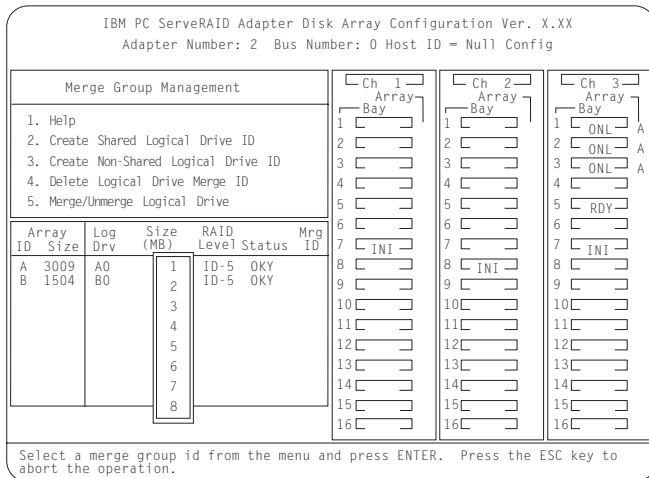 IBM PC ServeRAID Adapter Disk Array Configuration Ver. X.XX
Adapter Number: 2 Bus Number: 0 Host ID = Null Config
Merge Group Management
1. Help
2. Create Shared Logical Drive ID
3. Create Non-Shared Logical Drive ID
4. Delete Logical Drive Merge ID
5. Merge/Unmerge Logical Drive
Array Log Size RAID Mrg
ID Size Drv (MB) Level Status ID
A 3009 A0 ID-5 OKY
B 1504 B0 ID-5 OKY
1
2
3
4
5
6
7
8
Ch 1
Array
Bay
1
2
3
4
5
6
7 INI
8
9
10
11
12
13
14
15
16
Ch 2
Array
Bay
1
2
3
4
5
6
7
8 INI
9
10
11
12
13
14
15
16
Ch 3
Array
Bay
1 ONL A
2 ONL A
3 ONL A
4
5 RDY
6
7 INI
8
9
10
11
12
13
14
15
16
Select a merge group id from the menu and press ENTER. Press the ESC key to
abort the operation.